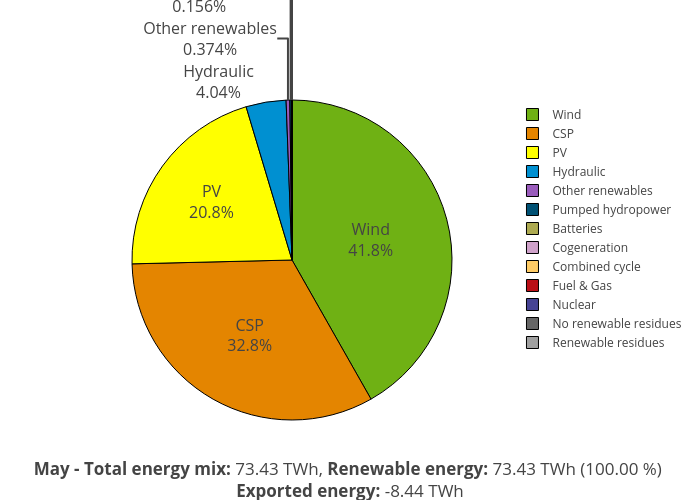 0.156%
Other renewables
0.374%
Hydraulic
4.04%
PV
20.8%
Wind
41.8%
CSP
32.8%
Wind
CSP
PV
Hydraulic
Other renewables
Pumped hydropower
Batteries
Cogeneration
Combined cycle
Fuel & Gas
Nuclear
No renewable residues
Renewable residues
May - Total energy mix: 73.43 TWh, Renewable energy: 73.43 TWh (100.00 %)
Exported energy: -8.44 TWh